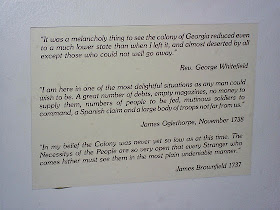 "It was a melancholy thing to see the colony of Georgia reduced even
to a much lower state than when I left it, and almost deserted by all
except those who could not well go away."
Rev. George Whitefield
"I am here in one of the most delightful situations as any man could
wish to be. A great number of debts, empty magazines, no money to
supply them, numbers of people to be fed, mutinous soldiers to
command, a Spanish claim and a large body of troops not far from us."
James Oglethorpe, November 1738
"In my belief the Colony was never yet so low as at this time. The
Necessitys of People are so very open that every Stranger who
comes hither must see them in the most plain undeniable manner."
James Brownfield 1737